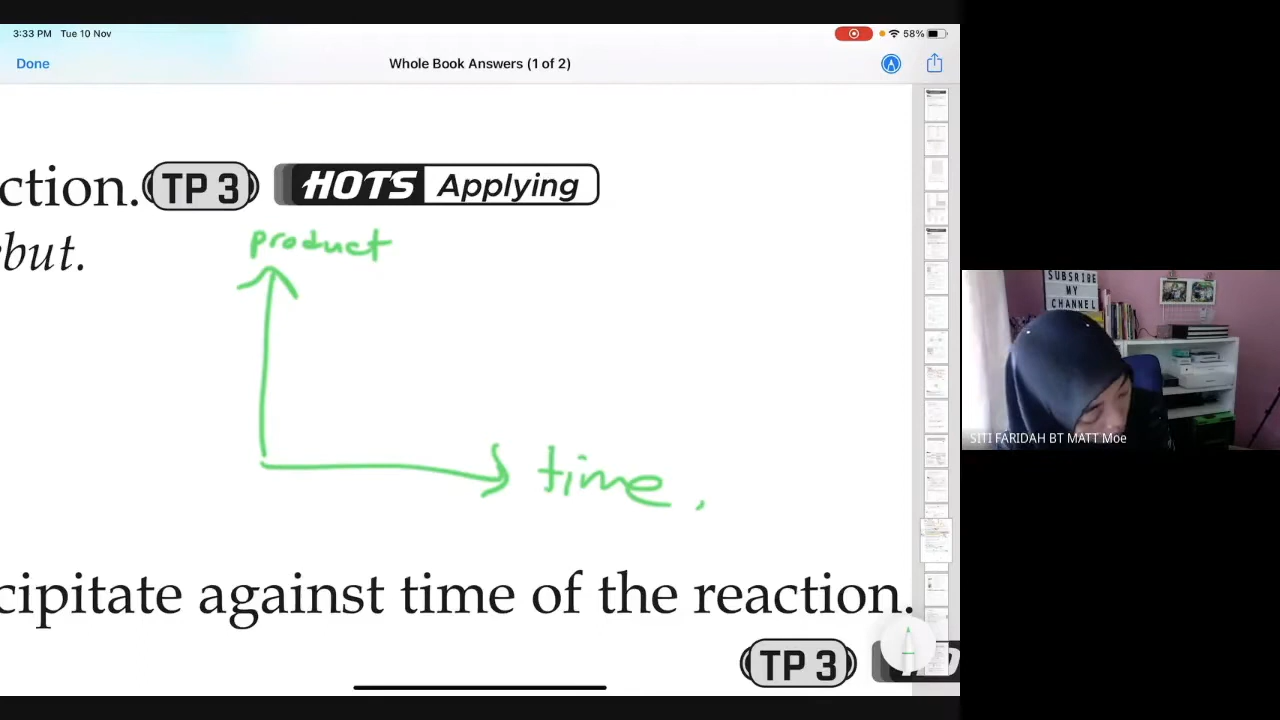 3:33 PM Tue 10 Nov
58%
Done
Whole Book Answers (1 of 2)
ction. TP 3 HOTS Applying
ebut.
product
time.
cipitate against time of the reaction.
TP 3
SUBSRIBE
MY
CHANNEL
SITI FARIDAH BT MATT Moe